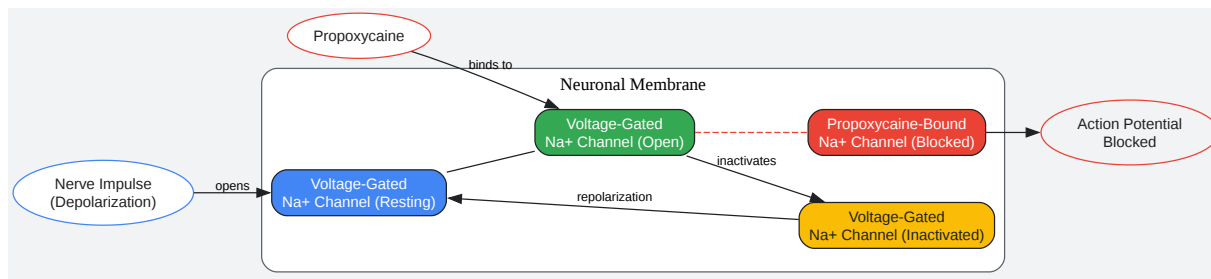 Propoxycaine
binds to
Neuronal Membrane
Voltage-Gated
Na+ Channel (Open)
Propoxycaine-Bound
Na+ Channel (Blocked)
Action Potential
Blocked
inactivates
Nerve Impulse
(Depolarization)
opens
Voltage-Gated
Na+ Channel (Resting)
repolarization
Voltage-Gated
Na+ Channel (Inactivated)